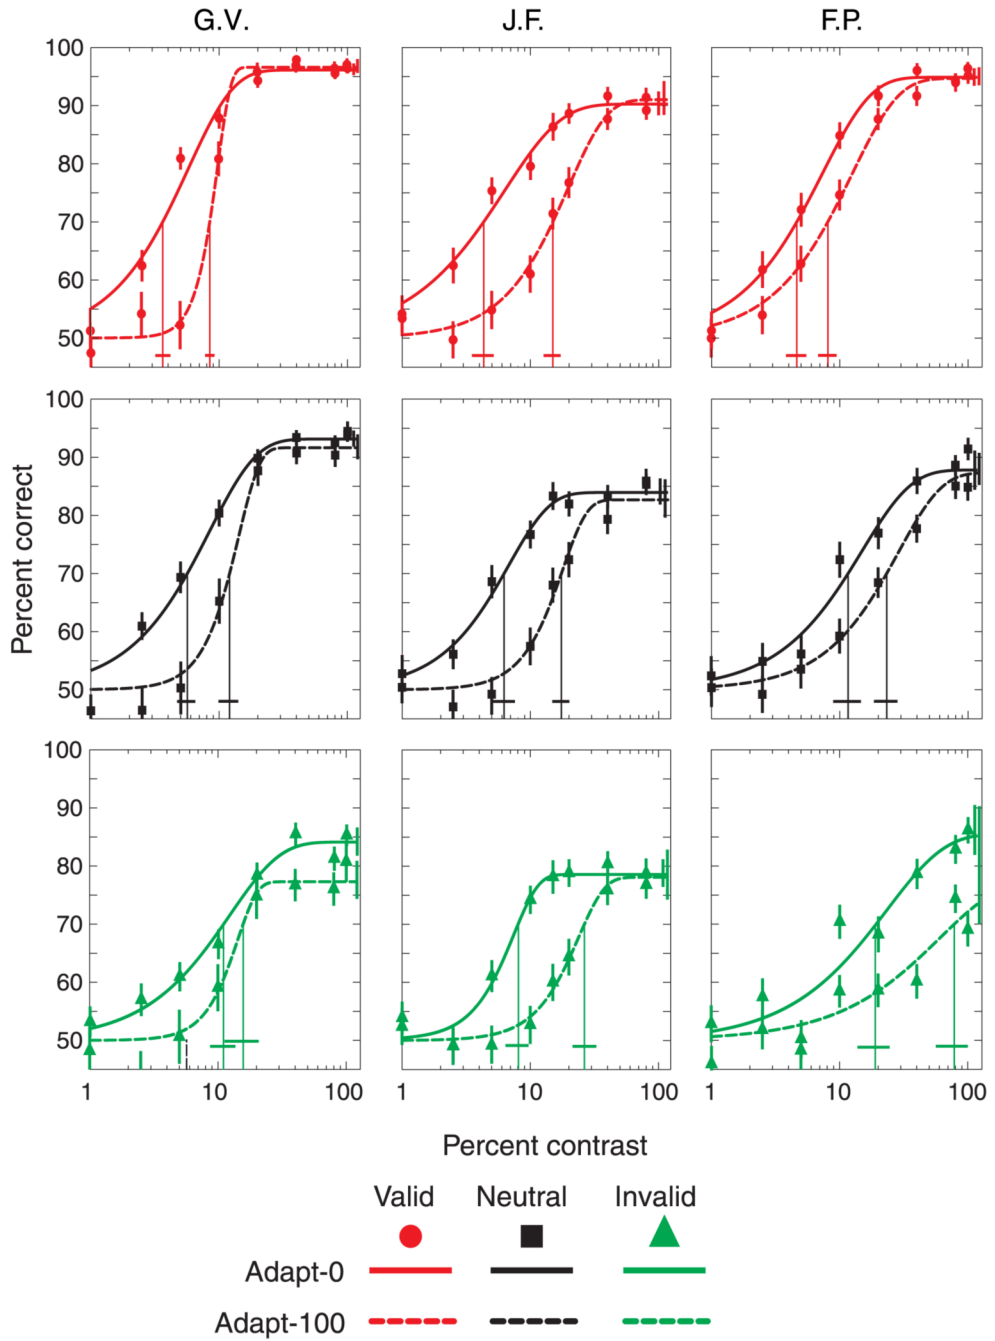 G.V. J.F. F.P.
100
90
80
70
60
50
100
90
80
70
60
50
Percent correct
100
90
80
70
60
50
1 10 100 1 10 100 1 10 100
Percent contrast
Valid Neutral Invalid
Adapt-0
Adapt-100